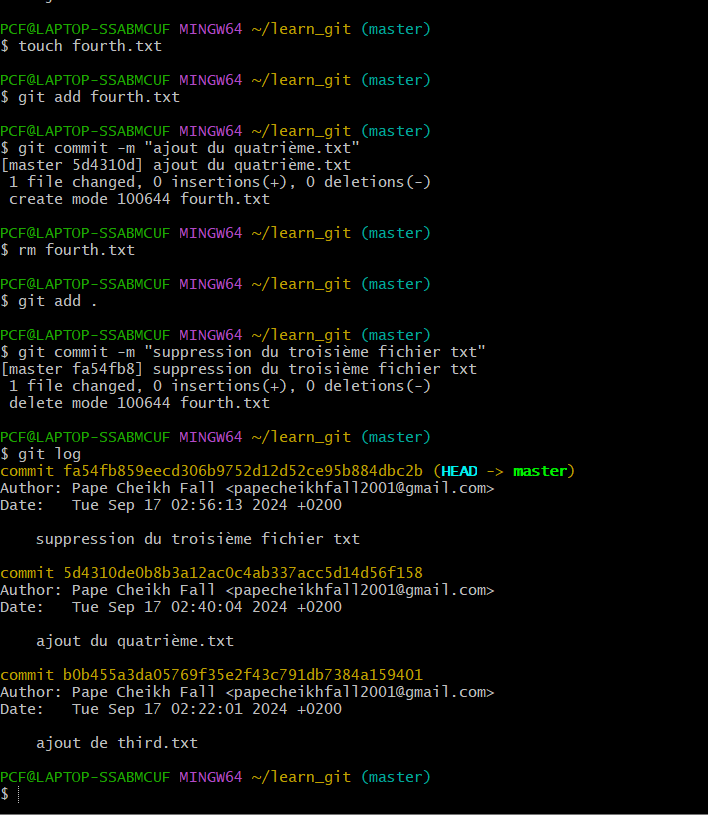 PCF@LAPTOP-SSABMCUF MINGW64 ~/learn_git (master)
$ touch fourth.txt
PCF@LAPTOP-SSABMCUF MINGW64 ~/learn_git (master)
$ git add fourth.txt
PCF@LAPTOP-SSABMCUF MINGW64 ~/learn_git (master)
$ git commit -m "ajout du quatrième.txt"
[master 5d4310d] ajout du quatrième.txt
1 file changed, 0 insertions(+), 0 deletions(-)
create mode 100644 fourth.txt
PCF@LAPTOP-SSABMCUF MINGW64 ~/learn_git (master)
$ rm fourth.txt
PCF@LAPTOP-SSABMCUF MINGW64 ~/learn_git (master)
$ git add .
PCF@LAPTOP-SSABMCUF MINGW64 ~/learn_git (master)
$ git commit -m "suppression du troisième fichier txt"
[master fa54fb8] suppression du troisième fichier txt
1 file changed, 0 insertions(+), 0 deletions(-)
delete mode 100644 fourth.txt
PCF@LAPTOP-SSABMCUF MINGW64 ~/learn_git (master)
$ git log
commit fa54fb859eecd306b9752d12d52ce95b884dbc2b (HEAD -> master)
Author: Pape Cheikh Fall <papecheikhfall2001@gmail.com>
Date:   Tue Sep 17 02:56:13 2024 +0200
suppression du troisième fichier txt
commit 5d4310de0b8b3a12ac0c4ab337acc5d14d56f158
Author: Pape Cheikh Fall <papecheikhfall2001@gmail.com>
Date:   Tue Sep 17 02:40:04 2024 +0200
ajout du quatrième.txt
commit b0b455a3da05769f35e2f43c791db7384a159401
Author: Pape Cheikh Fall <papecheikhfall2001@gmail.com>
Date:   Tue Sep 17 02:22:01 2024 +0200
ajout de third.txt
PCF@LAPTOP-SSABMCUF MINGW64 ~/learn_git (master)
$